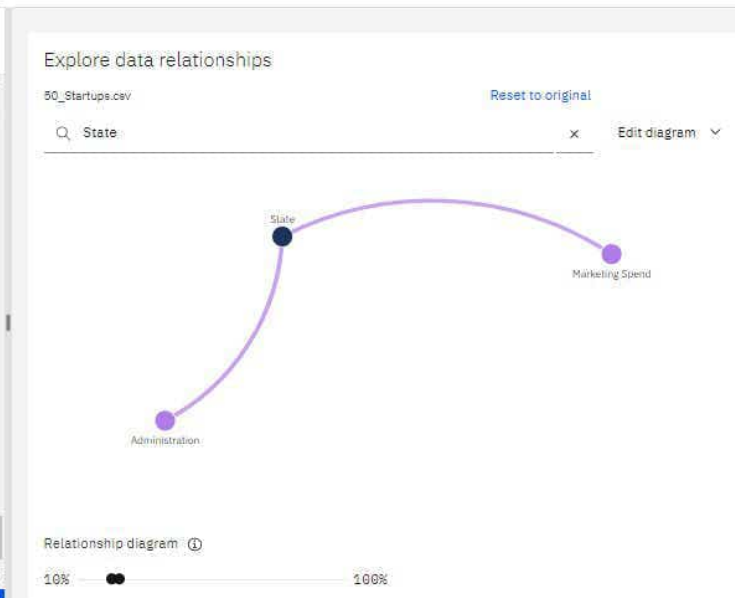 Explore data relationships
50_Startups.csv
Reset to original
State
Edit diagram
State
Marketing Spend
Administration
Relationship diagram
10%
100%